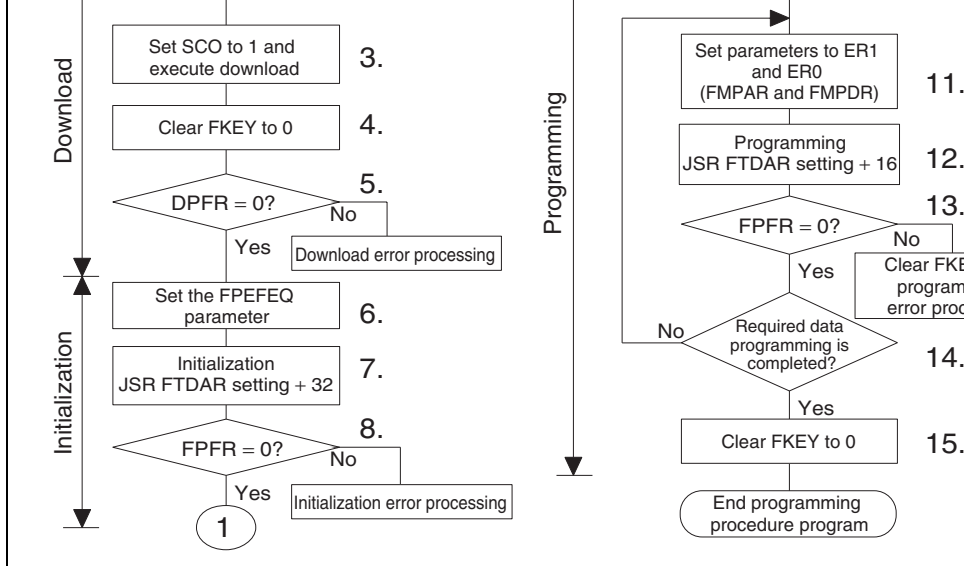 Download
Set SCO to 1 and
execute download
3.
Clear FKEY to 0
4.
DPFR = 0?
5.
No
Yes
Download error processing
Initialization
Set the FPEFEQ
parameter
6.
Initialization
JSR FTDAR setting + 32
7.
FPFR = 0?
8.
No
Yes
Initialization error processing
1
Programming
Set parameters to ER1
and ER0
(FMPAR and FMPDR)
11.
Programming
JSR FTDAR setting + 16
12.
FPFR = 0?
13.
No
Yes
Clear
error
No
Required data
programming is
completed?
14.
Yes
Clear FKEY to 0
15.
End programming
procedure program